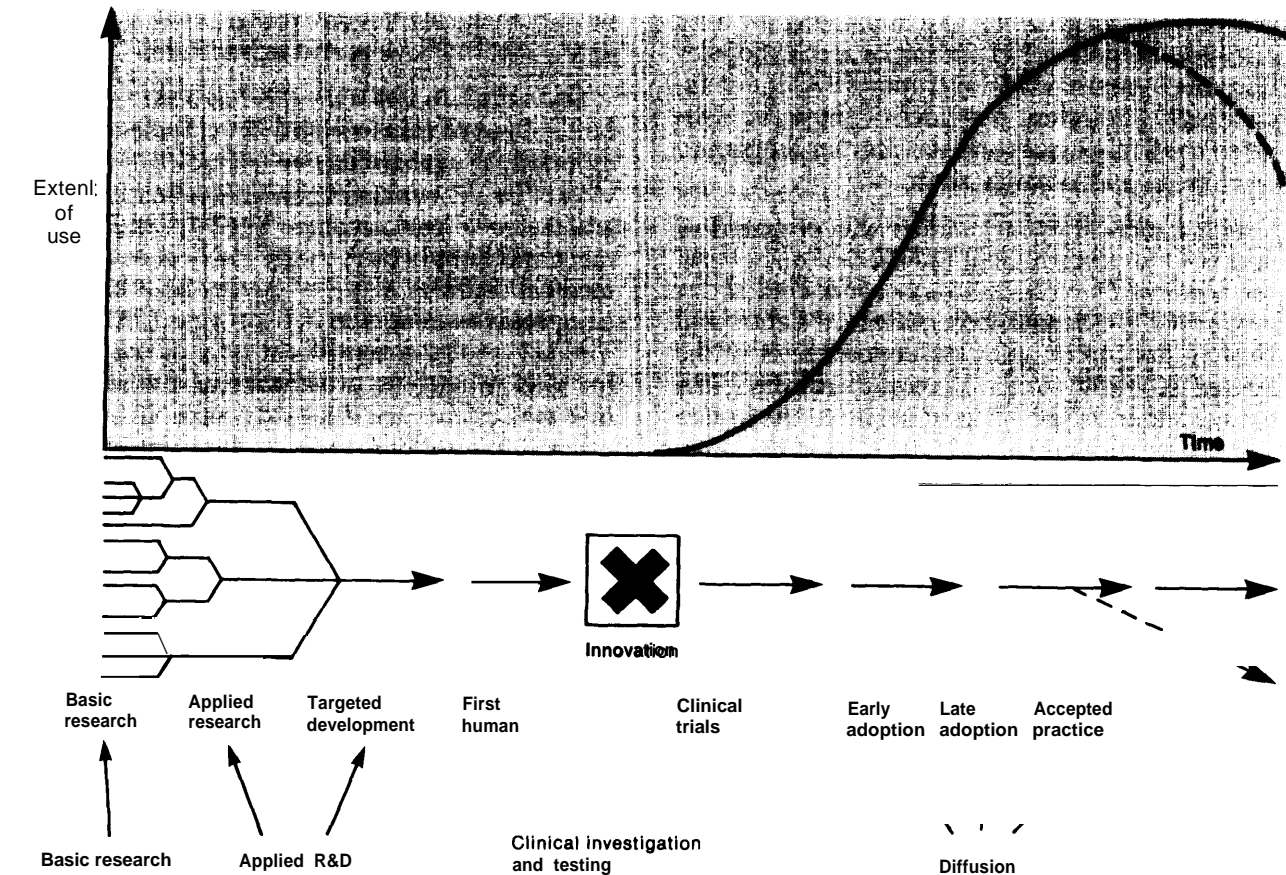 Extent
of
use
Time
Innovation
Basic
research
Applied
research
Targeted
development
First
human
Clinical
trials
Early
adoption
Late
adoption
Accepted
practice
Basic research
Applied R&D
Clinical investigation
and testing
Diffusion